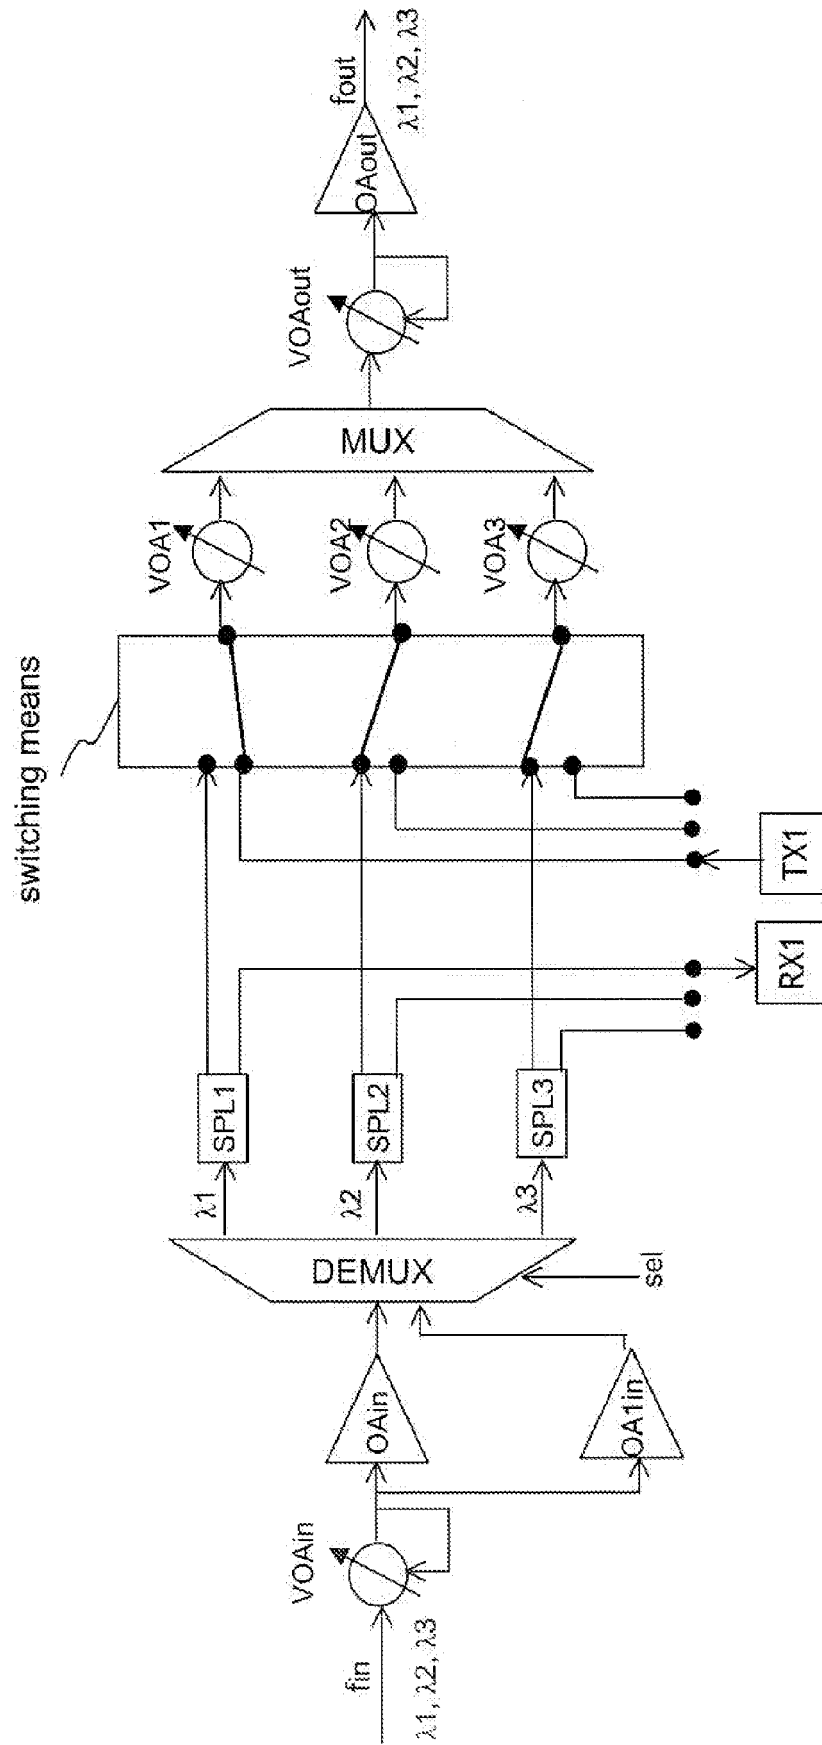 switching means
fin
λ1, λ2, λ3
VOAin
OAin
OA1in
DEMUX
sel
λ1
λ2
λ3
SPL1
SPL2
SPL3
RX1
TX1
VOA1
VOA2
VOA3
MUX
VOAout
OAout
fout
λ1, λ2, λ3